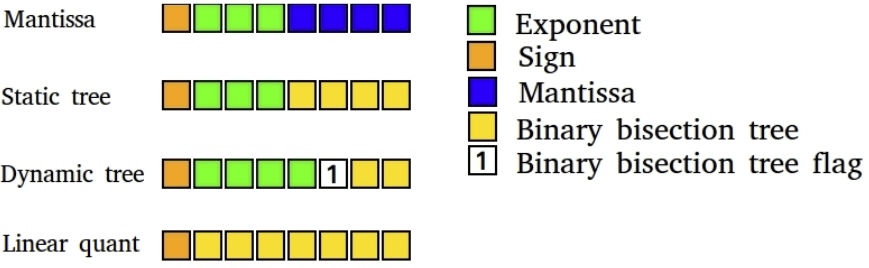 Mantissa
Static tree
Dynamic tree 1
Linear quant
Exponent
Sign
Mantissa
Binary bisection tree
1 Binary bisection tree flag